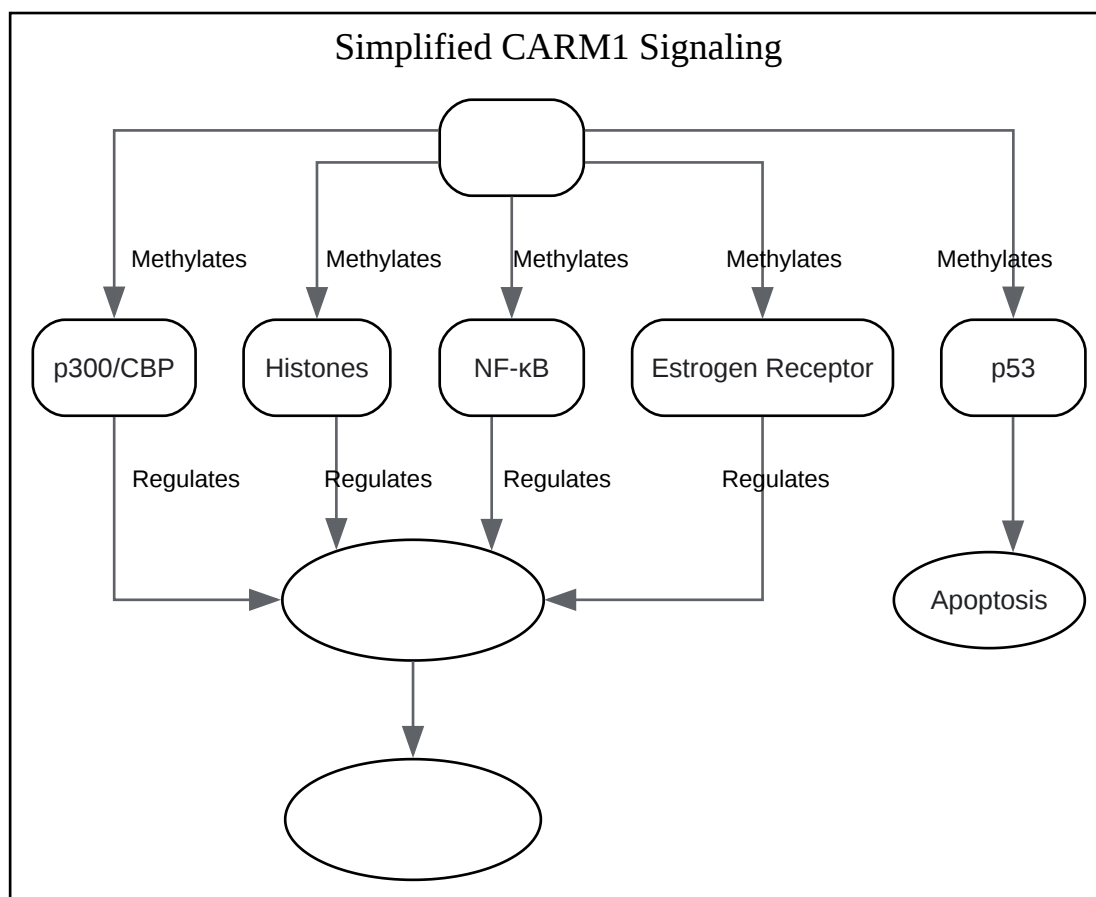 Simplified CARM1 Signaling
Methylates
Methylates
Methylates
Methylates
Methylates
p300/CBP
Histones
NF-κB
Estrogen Receptor
p53
Regulates
Regulates
Regulates
Regulates
Apoptosis